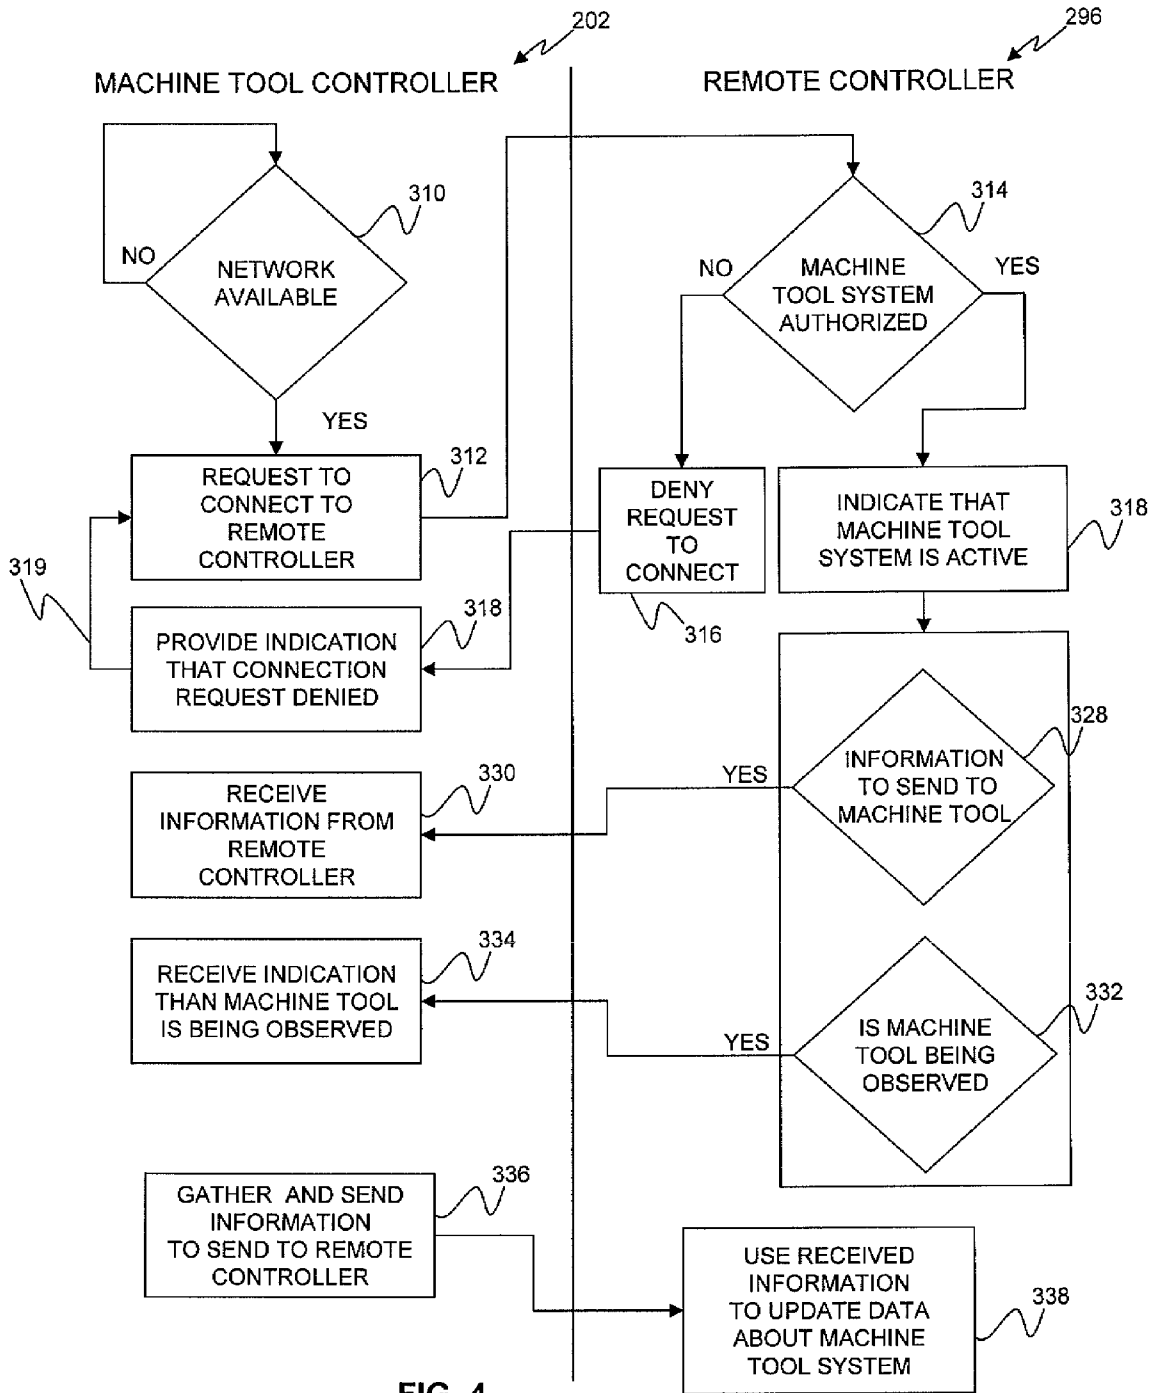 202
296
MACHINE TOOL CONTROLLER
REMOTE CONTROLLER
310
314
NO
NETWORK
AVAILABLE
YES
NO
MACHINE
TOOL SYSTEM
AUTHORIZED
YES
312
REQUEST TO
CONNECT TO
REMOTE
CONTROLLER
DENY
REQUEST
TO
CONNECT
316
INDICATE THAT
MACHINE TOOL
SYSTEM IS ACTIVE
318
319
318
PROVIDE INDICATION
THAT CONNECTION
REQUEST DENIED
328
YES
INFORMATION
TO SEND TO
MACHINE TOOL
330
RECEIVE
INFORMATION FROM
REMOTE
CONTROLLER
334
RECEIVE INDICATION
THAN MACHINE TOOL
IS BEING OBSERVED
332
YES
IS MACHINE
TOOL BEING
OBSERVED
336
GATHER AND SEND
INFORMATION
TO SEND TO REMOTE
CONTROLLER
USE RECEIVED
INFORMATION
TO UPDATE DATA
ABOUT MACHINE
TOOL SYSTEM
338
FIG. 4